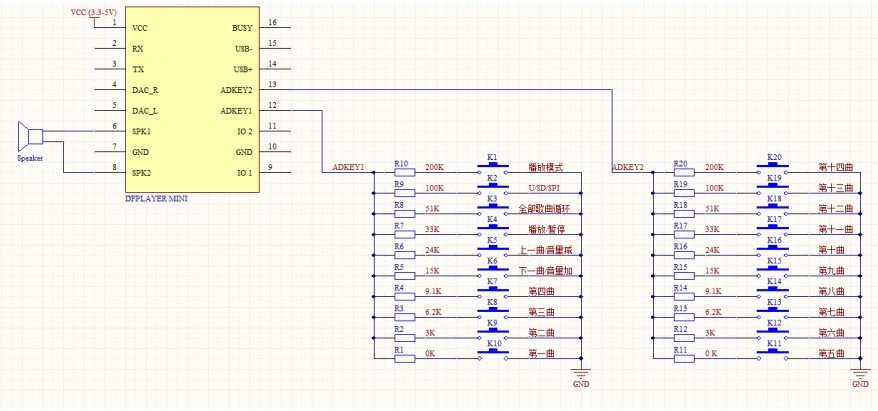 VCC (3.3-5V)
1 VCC BUSY 16
2 RX USB- 15
3 TX USB+ 14
4 DAC_R ADKEY2 13
5 DAC_L ADKEY1 12
6 SPK1 IO 2 11
7 GND GND 10
8 SPK2 IO 1 9
Speaker
DFPLAYER MINI
ADKEY1
R10 200K K1 播放模式
R9 100K K2 U/SD/SPI
R8 51K K3 全部歌曲循环
R7 33K K4 播放/暂停
R6 24K K5 上一曲/音量减
R5 15K K6 下一曲/音量加
R4 9.1K K7 第四曲
R3 6.2K K8 第三曲
R2 3K K9 第二曲
R1 0K K10 第一曲
GND
ADKEY2
R20 200K K20 第十四曲
R19 100K K19 第十三曲
R18 51K K18 第十二曲
R17 33K K17 第十一曲
R16 24K K16 第十曲
R15 15K K15 第九曲
R14 9.1K K14 第八曲
R13 6.2K K13 第七曲
R12 3K K12 第六曲
R11 0 K K11 第五曲
GND